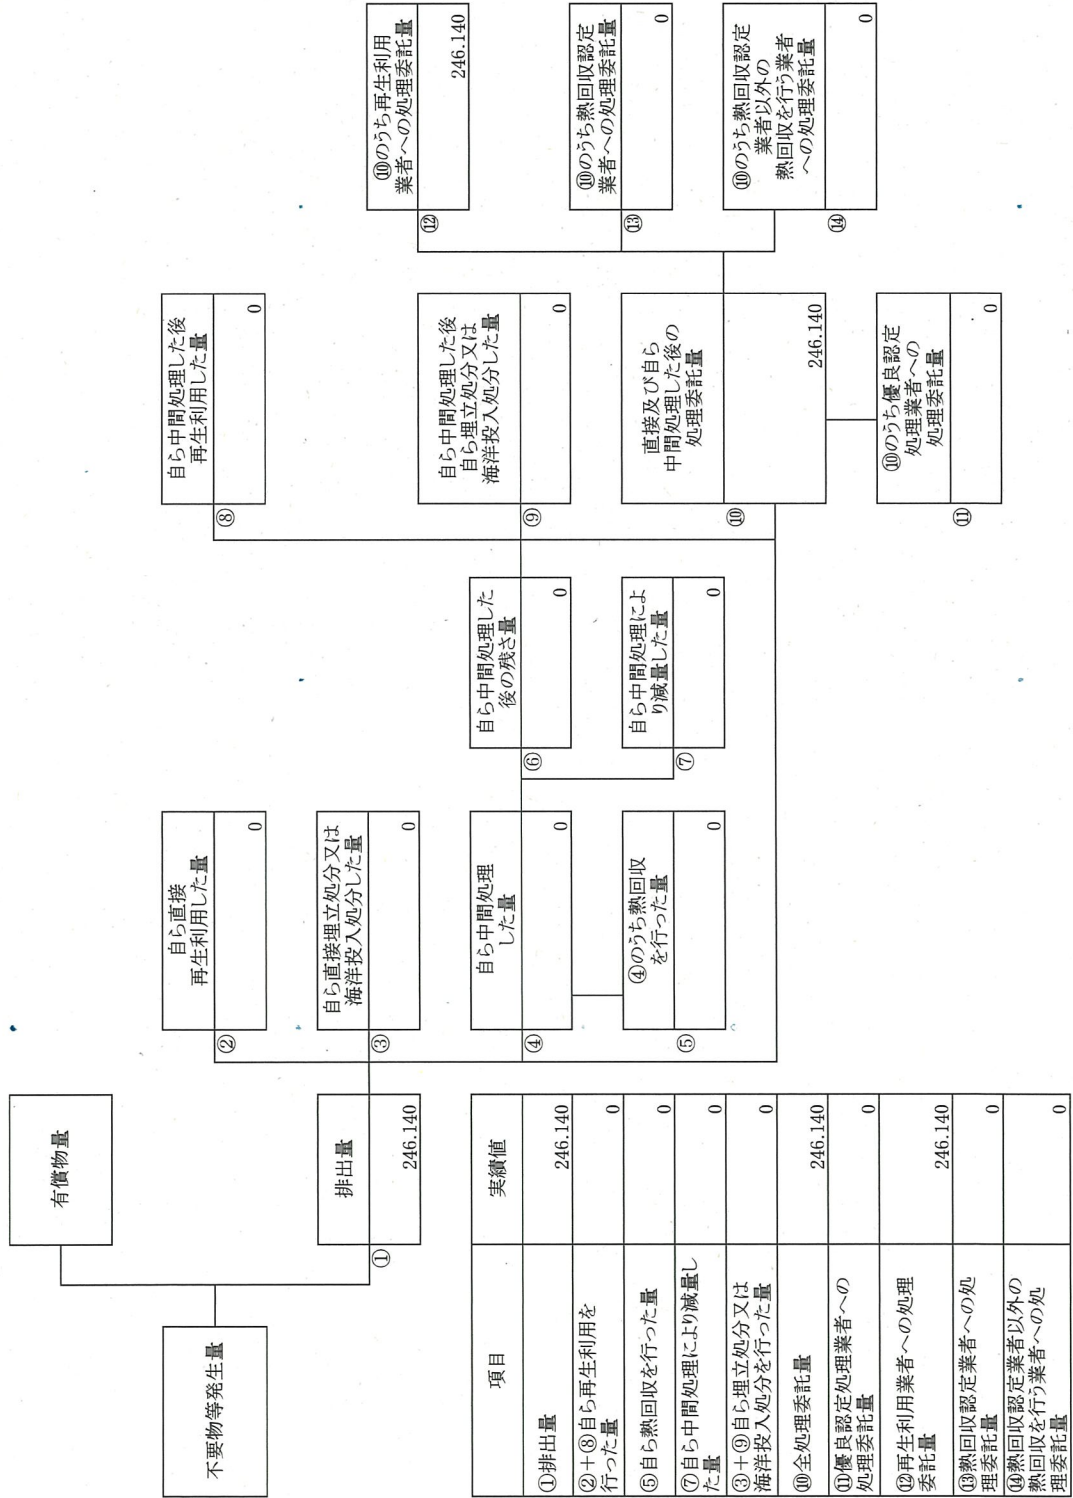 有償物量
不要物等発生量
排出量
①
246.140
自ら直接
再生利用した量
②
0
自ら直接埋立処分又は
海洋投入処分した量
③
0
自ら中間処理
した量
④
0
④のうち熱回収
を行った量
⑤
0
自ら中間処理した
後の残さ量
⑥
0
自ら中間処理によ
り減量した量
⑦
0
自ら中間処理した後
再生利用した量
⑧
0
自ら中間処理した後
自ら埋立処分又は
海洋投入処分した量
⑨
0
直接及び自ら
中間処理した後の
処理委託量
⑩
246.140
⑩のうち優良認定
処理業者への
処理委託量
⑪
0
⑩のうち再生利用
業者への処理委託量
⑫
246.140
⑩のうち熱回収認定
業者への処理委託量
⑬
0
⑩のうち熱回収認定
業者以外の
熱回収を行う業者
への処理委託量
⑭
0
項目 実績値
①排出量 246.140
②+⑧自ら再生利用を
行った量 0
⑤自ら熱回収を行った量 0
⑦自ら中間処理により減量し
た量 0
③+⑨自ら埋立処分又は
海洋投入処分を行った量 0
⑩全処理委託量 246.140
⑪優良認定処理業者への
処理委託量 0
⑫再生利用業者への処理
委託量 246.140
⑬熱回収認定業者への処
理委託量 0
⑭熱回収認定業者以外の
熱回収を行う業者への処
理委託量 0